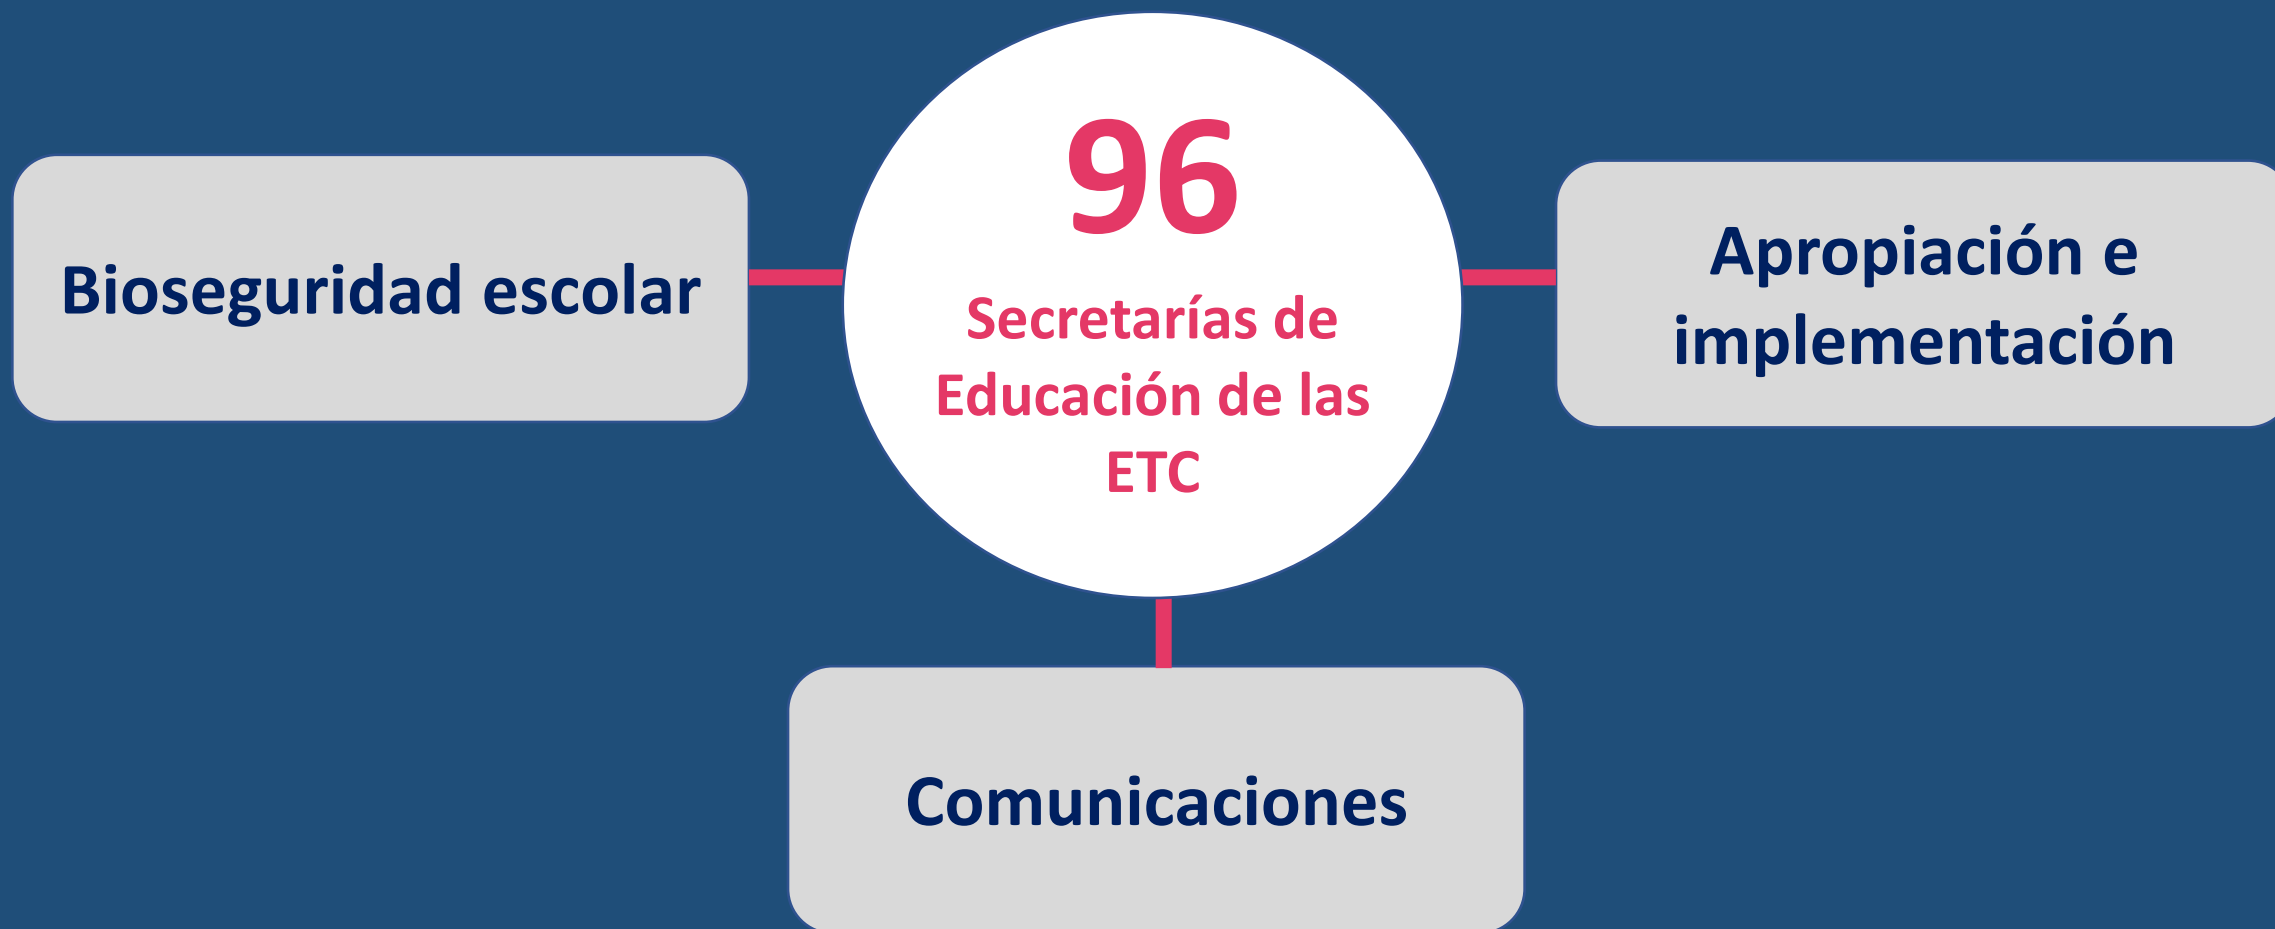 Bioseguridad escolar
96
Secretarías de
Educación de las
ETC
Apropiación e
implementación
Comunicaciones